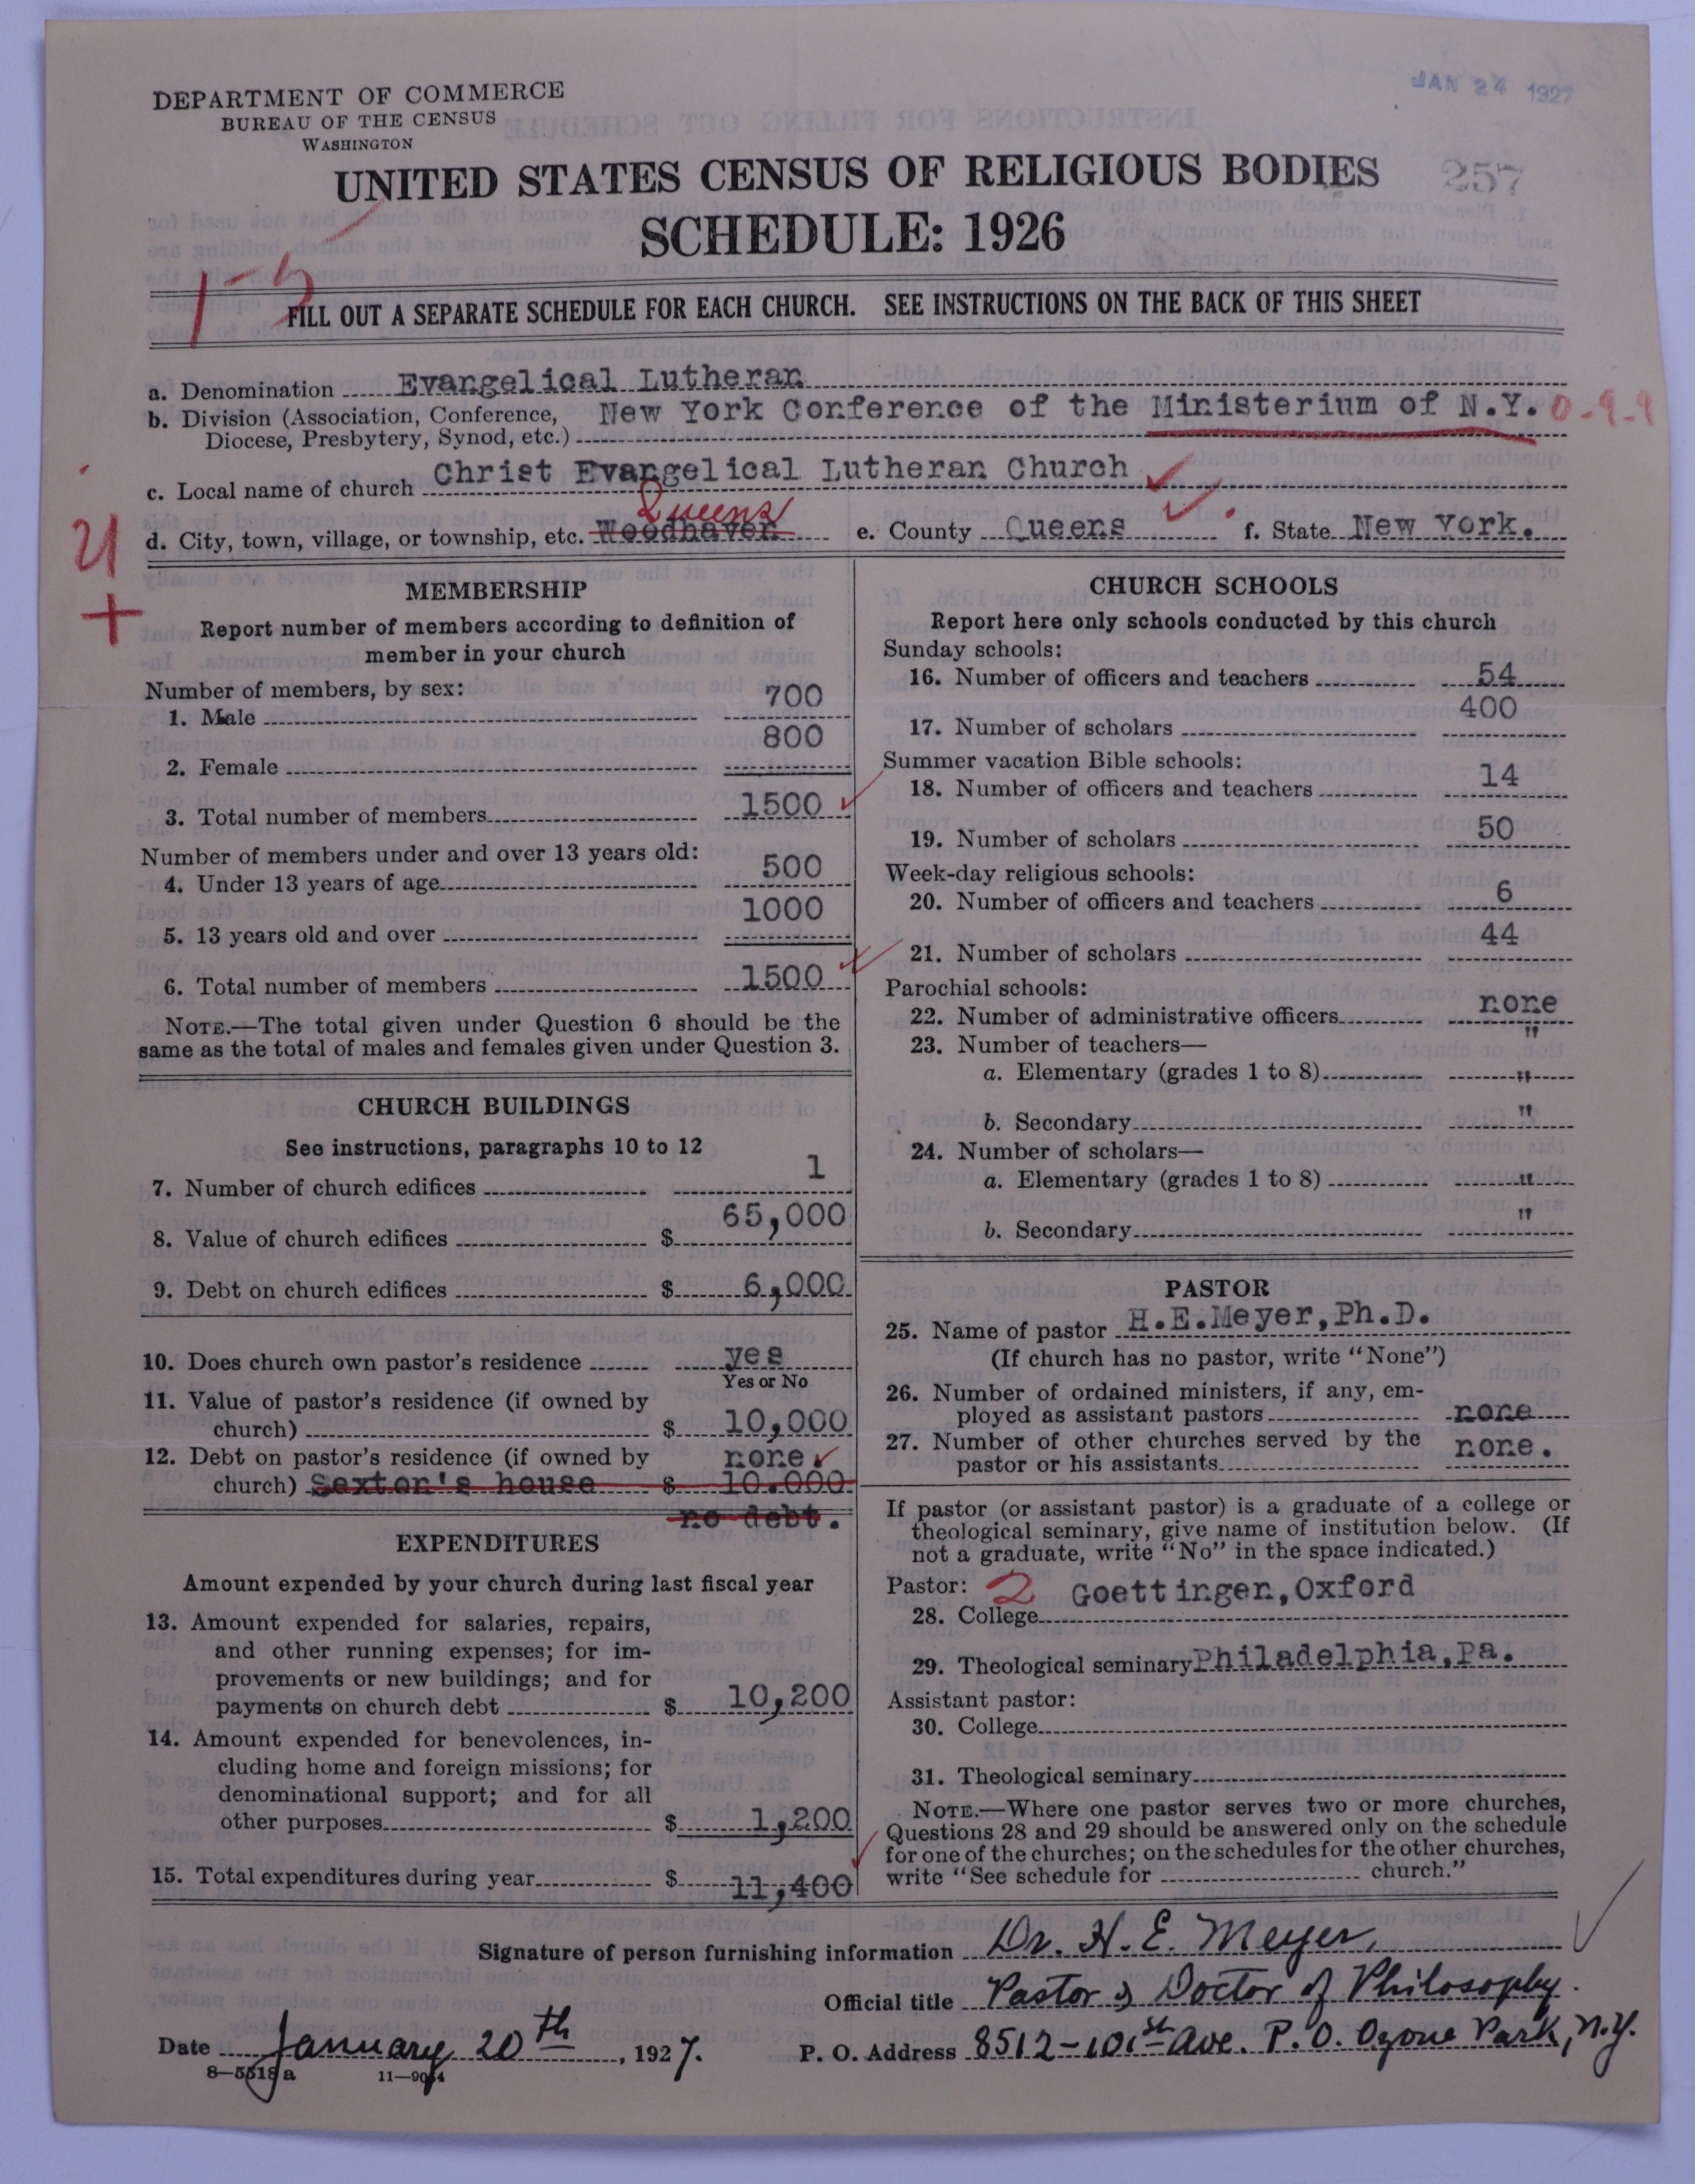 JAN 24 1927
DEPARTMENT OF COMMERCE
BUREAU OF THE CENSUS
WASHINGTON
UNITED STATES CENSUS OF RELIGIOUS BODIES
257
SCHEDULE: 1926
FILL OUT A SEPARATE SCHEDULE FOR EACH CHURCH. SEE INSTRUCTIONS ON THE BACK OF THIS SHEET
a. Denomination Evangelical Lutheran
b. Division (Association, Conference, New York Conference of the Ministerium of N.Y. 0-9-9
Diocese, Presbytery, Synod, etc.)
c. Local name of church Christ Evangelical Lutheran Church
Queens
d. City, town, village, or township, etc. Woodhaven e. County Queens f. State New York.
MEMBERSHIP
Report number of members according to definition of
member in your church
Number of members, by sex:
1. Male 700
2. Female 800
3. Total number of members 1500
Number of members under and over 13 years old:
4. Under 13 years of age 500
5. 13 years old and over 1000
6. Total number of members 1500
NOTE.—The total given under Question 6 should be the
same as the total of males and females given under Question 3.
CHURCH BUILDINGS
See instructions, paragraphs 10 to 12
7. Number of church edifices 1
8. Value of church edifices $ 65,000
9. Debt on church edifices $ 6,000
10. Does church own pastor's residence yes
Yes or No
11. Value of pastor's residence (if owned by
church) $ 10,000
12. Debt on pastor's residence (if owned by none
church) Sexton's house $ 10.000
no debt.
EXPENDITURES
Amount expended by your church during last fiscal year
13. Amount expended for salaries, repairs,
and other running expenses; for im-
provements or new buildings; and for
payments on church debt $ 10,200
14. Amount expended for benevolences, in-
cluding home and foreign missions; for
denominational support; and for all
other purposes $ 1,200
15. Total expenditures during year $ 11,400
CHURCH SCHOOLS
Report here only schools conducted by this church
Sunday schools:
16. Number of officers and teachers 54
17. Number of scholars 400
Summer vacation Bible schools:
18. Number of officers and teachers 14
19. Number of scholars 50
Week-day religious schools:
20. Number of officers and teachers 6
21. Number of scholars 44
Parochial schools:
22. Number of administrative officers none
23. Number of teachers— "
a. Elementary (grades 1 to 8) "
b. Secondary "
24. Number of scholars—
a. Elementary (grades 1 to 8) "
b. Secondary "
PASTOR
25. Name of pastor H.E.Meyer,Ph.D.
(If church has no pastor, write "None")
26. Number of ordained ministers, if any, em-
ployed as assistant pastors none
27. Number of other churches served by the
pastor or his assistants none.
If pastor (or assistant pastor) is a graduate of a college or
theological seminary, give name of institution below. (If
not a graduate, write "No" in the space indicated.)
Pastor: 2 Goettingen,Oxford
28. College
29. Theological seminary Philadelphia,Pa.
Assistant pastor:
30. College
31. Theological seminary
NOTE.—Where one pastor serves two or more churches,
Questions 28 and 29 should be answered only on the schedule
for one of the churches; on the schedules for the other churches,
write "See schedule for church."
Signature of person furnishing information Dr. H. E. Meyer,
Official title Pastor & Doctor of Philosophy.
Date January 20th, 1927. P. O. Address 8512-101st Ave. P. O. Ozone Park, N.Y.
8—5518 a 11—9034